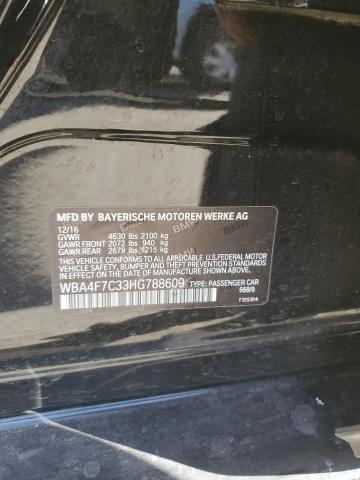 MFD BY BAYERISCHE MOTOREN WERKE AG
12/16
GVWR 4630 lbs 2100 kg
GAWR FRONT 2072 lbs 940 kg
GAWR REAR 2679 lbs 1215 kg
THIS VEHICLE CONFORMS TO ALL APPLICABLE U.S. FEDERAL MOTOR
VEHICLE SAFETY, BUMPER, AND THEFT PREVENTION STANDARDS IN
EFFECT ON THE DATE OF MANUFACTURE SHOWN ABOVE.
WBA4F7C33HG788609 TYPE: PASSENGER CAR
668/9